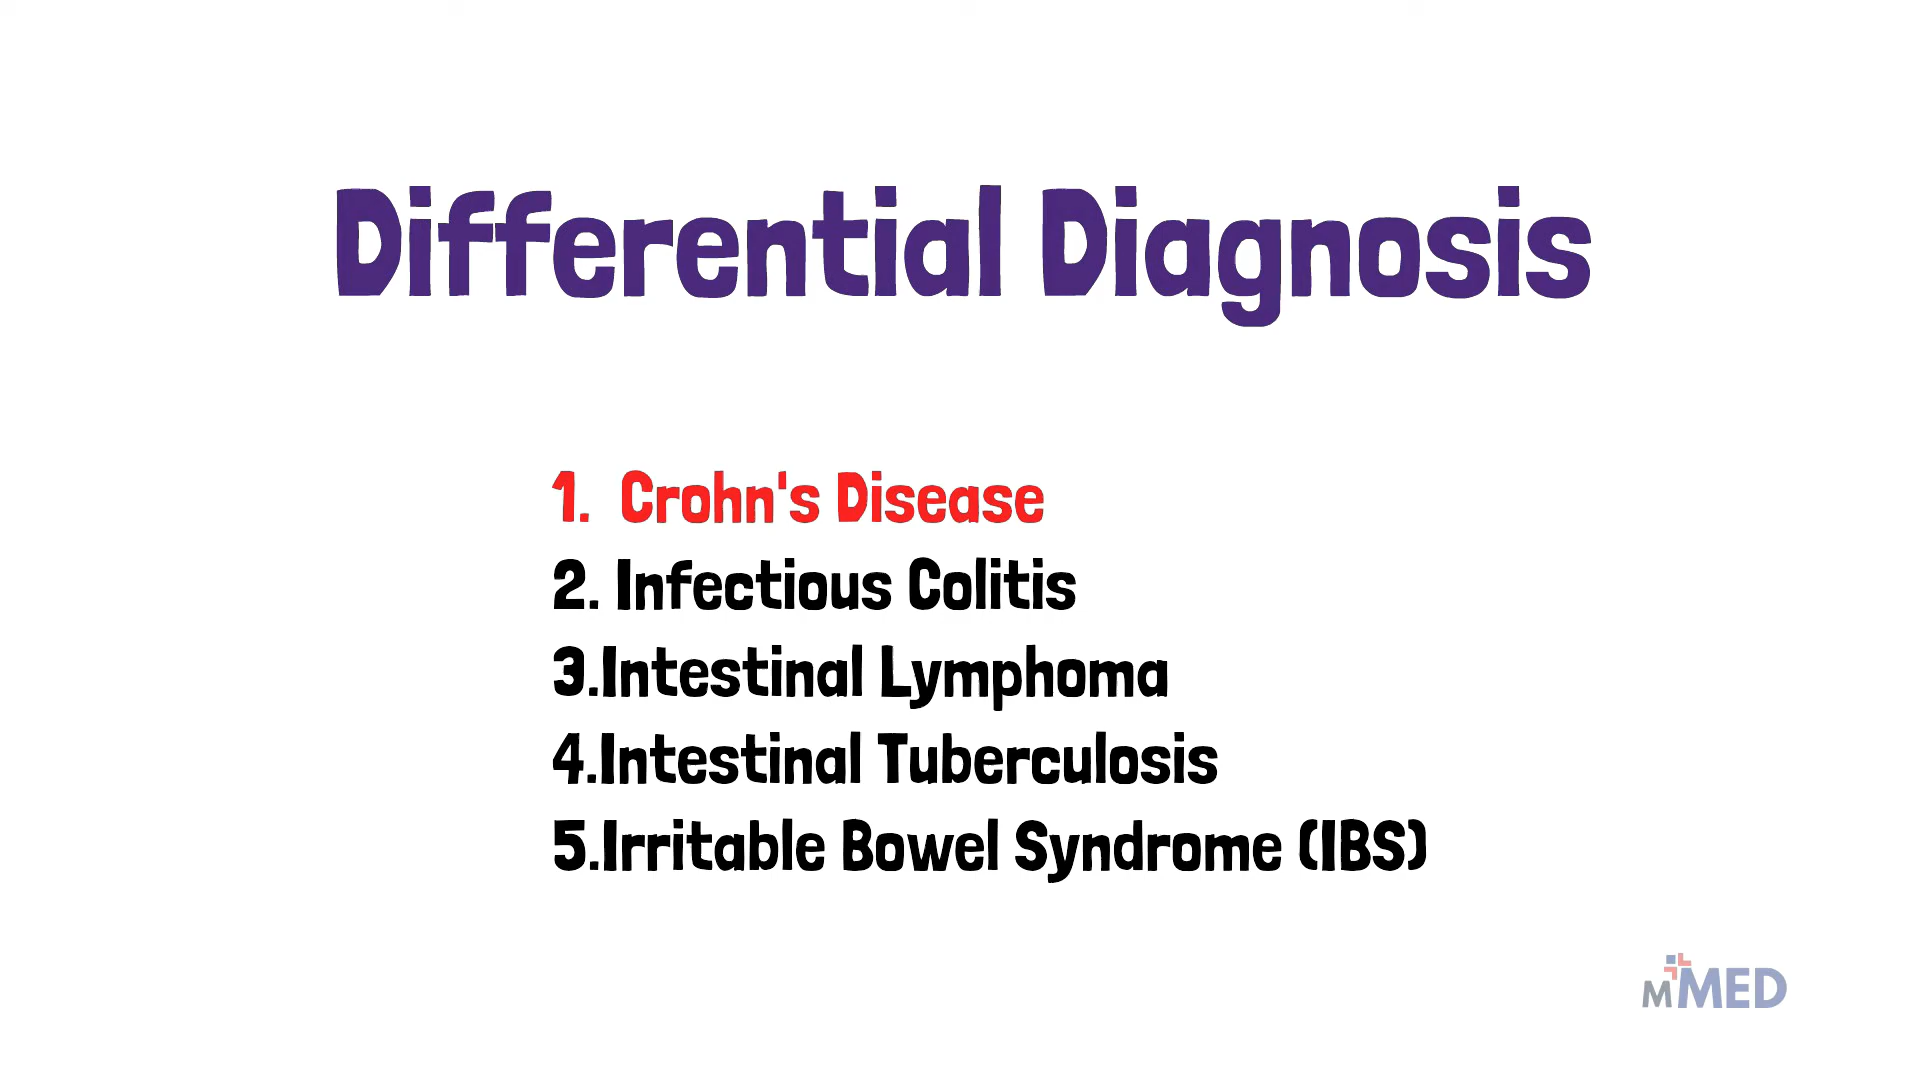 Differential Diagnosis
1. Crohn's Disease
2. Infectious Colitis
3.Intestinal Lymphoma
4.Intestinal Tuberculosis
5.Irritable Bowel Syndrome (IBS)
MMED